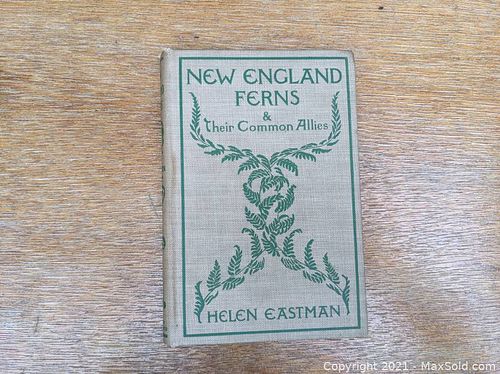 NEW ENGLAND
FERNS
&
Their Common Allies
HELEN EASTMAN
Copyright 2021 - MaxSold.com